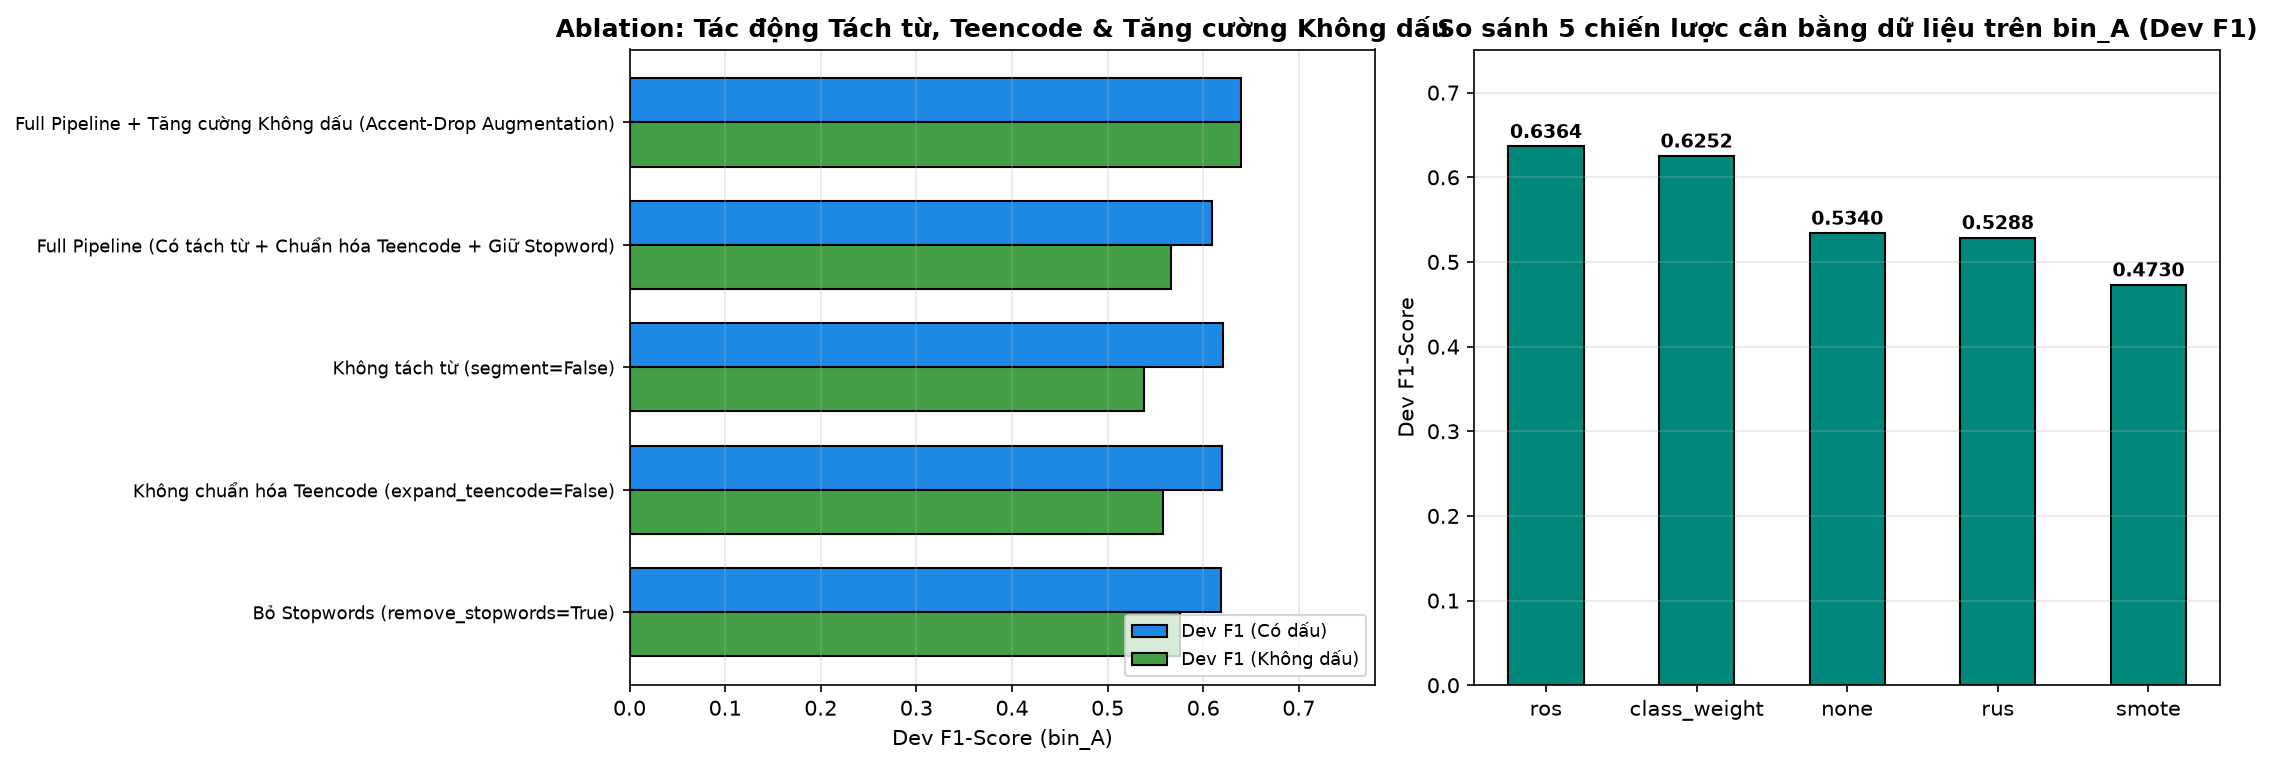 Ablation: Tác động Tách từ, Teencode & Tăng cường Không dấu
Full Pipeline + Tăng cường Không dấu (Accent-Drop Augmentation)
Full Pipeline (Có tách từ + Chuẩn hóa Teencode + Giữ Stopword)
Không tách từ (segment=False)
Không chuẩn hóa Teencode (expand_teencode=False)
Bỏ Stopwords (remove_stopwords=True)
Dev F1 (Có dấu)
Dev F1 (Không dấu)
0.0 0.1 0.2 0.3 0.4 0.5 0.6 0.7
Dev F1-Score (bin_A)
So sánh 5 chiến lược cân bằng dữ liệu trên bin_A (Dev F1)
Dev F1-Score
0.7
0.6
0.5
0.4
0.3
0.2
0.1
0.0
0.6364
0.6252
0.5340
0.5288
0.4730
ros class_weight none rus smote